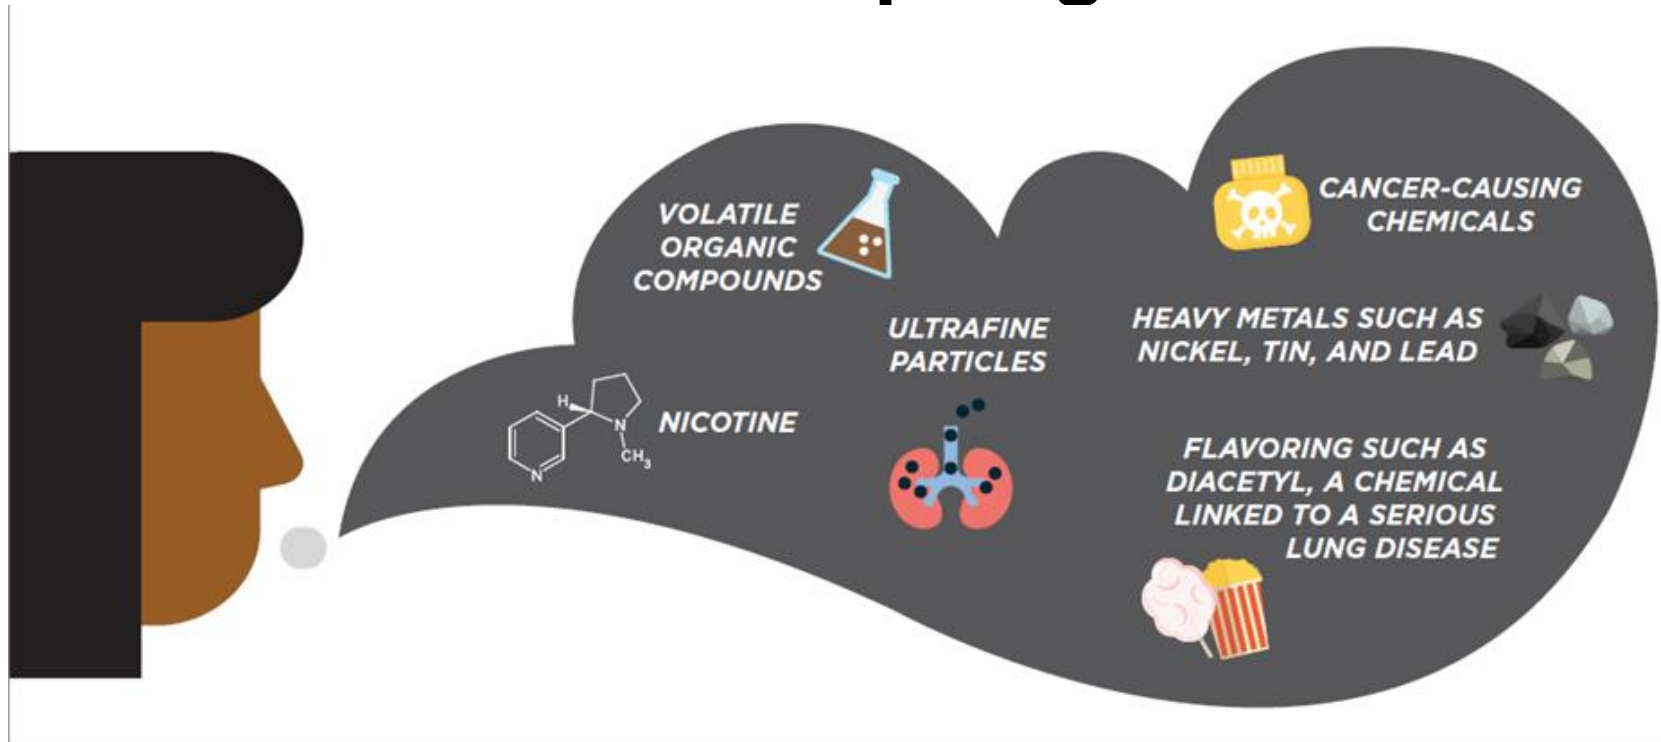 VOLATILE
ORGANIC
COMPOUNDS
CANCER-CAUSING
CHEMICALS
ULTRAFINE
PARTICLES
HEAVY METALS SUCH AS
NICKEL, TIN, AND LEAD
H
N
CH3
N
NICOTINE
FLAVORING SUCH AS
DIACETYL, A CHEMICAL
LINKED TO A SERIOUS
LUNG DISEASE